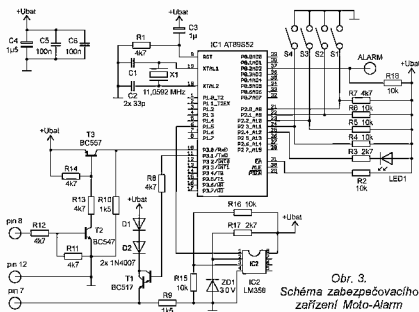 +Ubat
C4
1µ5
C5
100n
C6
100n
+Ubat
C3
1µ
R1
4k7
C1
X1
11,0592 MHz
C2
2x 33p
IC1 AT89S52
RST
XTAL1
XTAL2
S4
S3
S2
S1
ALARM
R18
10k
R7 4k7
R6 10k
R5 10k
R4 10k
R3 2k7
LED1
R2
10k
+Ubat
T3
BC557
R14
4k7
R13
4k7
R10
1k5
R12
4k7
T2
BC547
R11
4k7
D1
D2
2x 1N4007
R8
4k7
T1
BC517
R9
1k5
pin 8
pin 12
pin 7
R16 10k
R17 2k7
+Ubat
R15
10k
ZD1
3.0 V
IC2
IC2
LM358
Obr. 3.
Schéma zabezpečovacího
zařízení Moto-Alarm